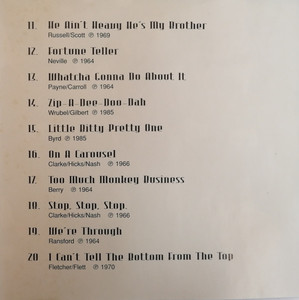 11. He Ain't Heavy He's My Brother
Russell/Scott ℗ 1969
12. Fortune Teller
Neville ℗ 1964
13. Whatcha Gonna Do About It
Payne/Carroll ℗ 1964
14. Zip-A-Dee-Doo-Dah
Wrubel/Gilbert ℗ 1985
15. Little Bitty Pretty One
Byrd ℗ 1985
16. On A Carousel
Clarke/Hicks/Nash ℗ 1966
17. Too Much Monkey Business
Berry ℗ 1964
18. Stop, Stop, Stop.
Clarke/Hicks/Nash ℗ 1966
19. We're Through
Ransford ℗ 1964
20 I Can't Tell The Bottom From The Top
Fletcher/Flett ℗ 1970